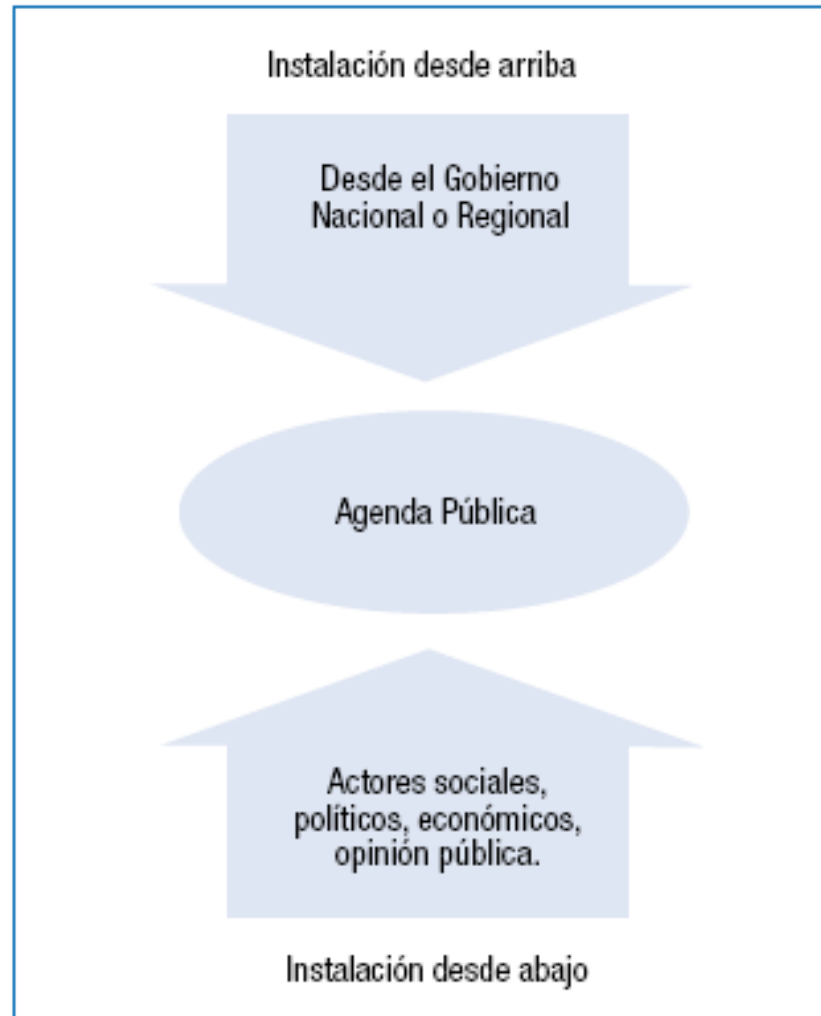 Instalación desde arriba
Desde el Gobierno
Nacional o Regional
Agenda Pública
Actores sociales,
políticos, económicos,
opinión pública.
Instalación desde abajo